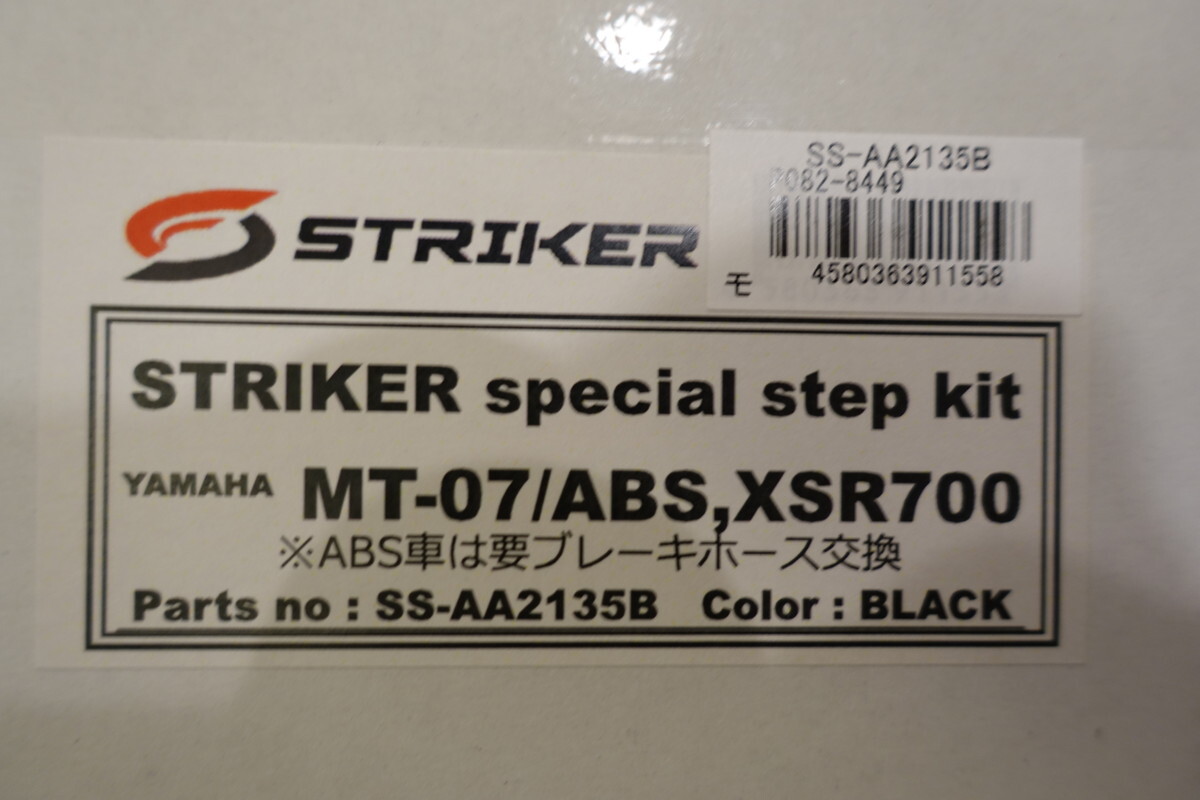 STRIKER
SS-AA2135B
P082-8449
4580363911558
モ
STRIKER special step kit
YAMAHA MT-07/ABS,XSR700
※ABS車は要ブレーキホース交換
Parts no : SS-AA2135B Color : BLACK